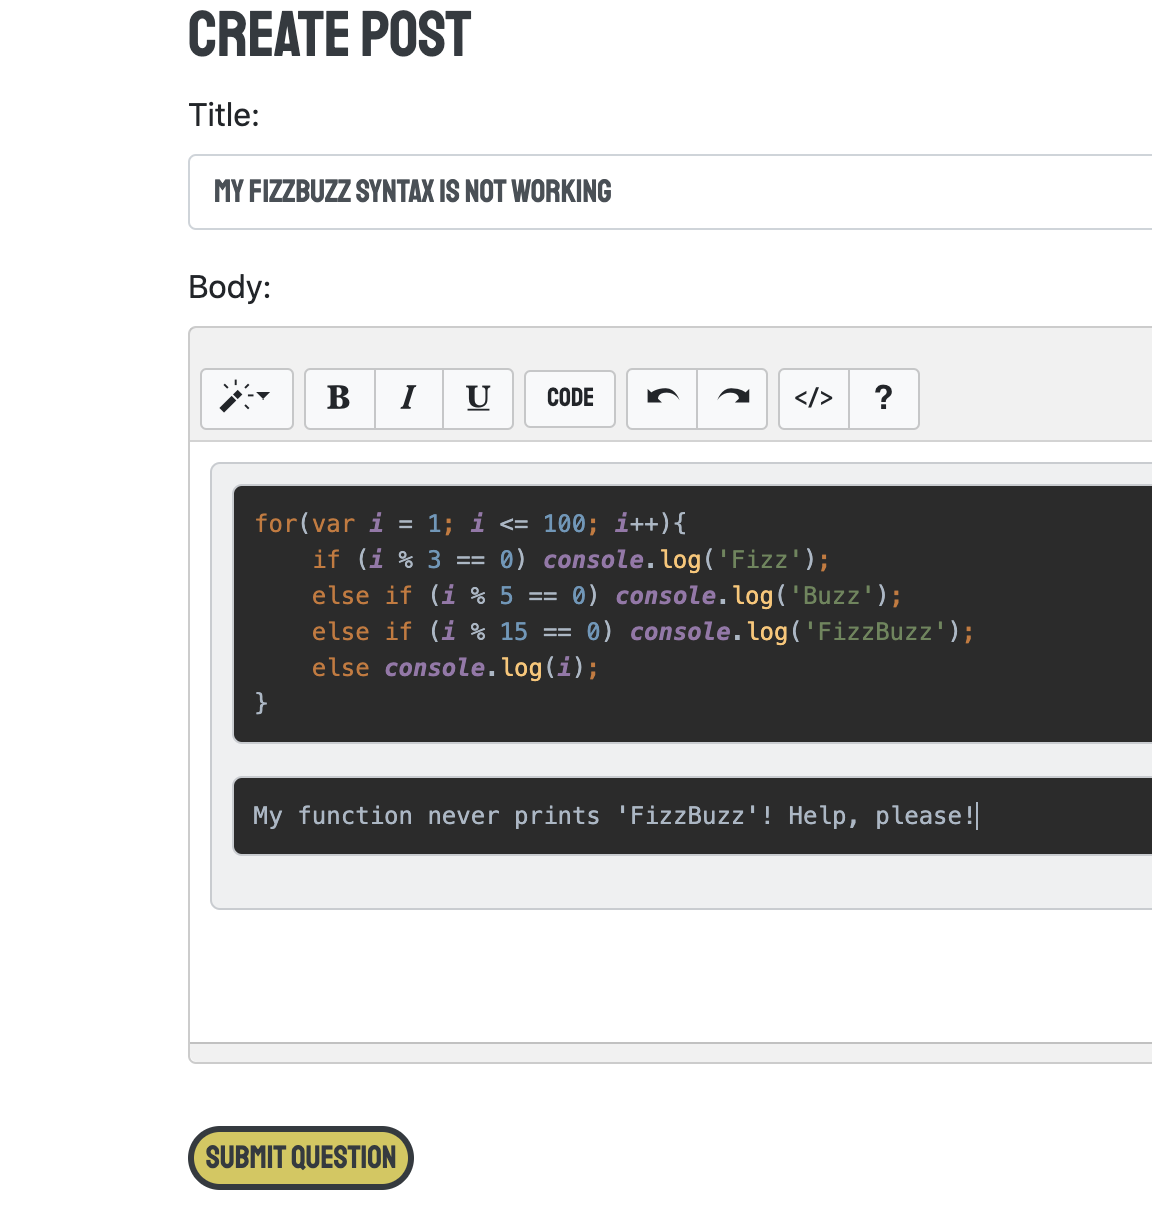 CREATE POST
Title:
MY FIZZBUZZ SYNTAX IS NOT WORKING
Body:
B I U CODE </> ?
for(var i = 1; i <= 100; i++){
    if (i % 3 == 0) console.log('Fizz');
    else if (i % 5 == 0) console.log('Buzz');
    else if (i % 15 == 0) console.log('FizzBuzz');
    else console.log(i);
}
My function never prints 'FizzBuzz'! Help, please!
SUBMIT QUESTION